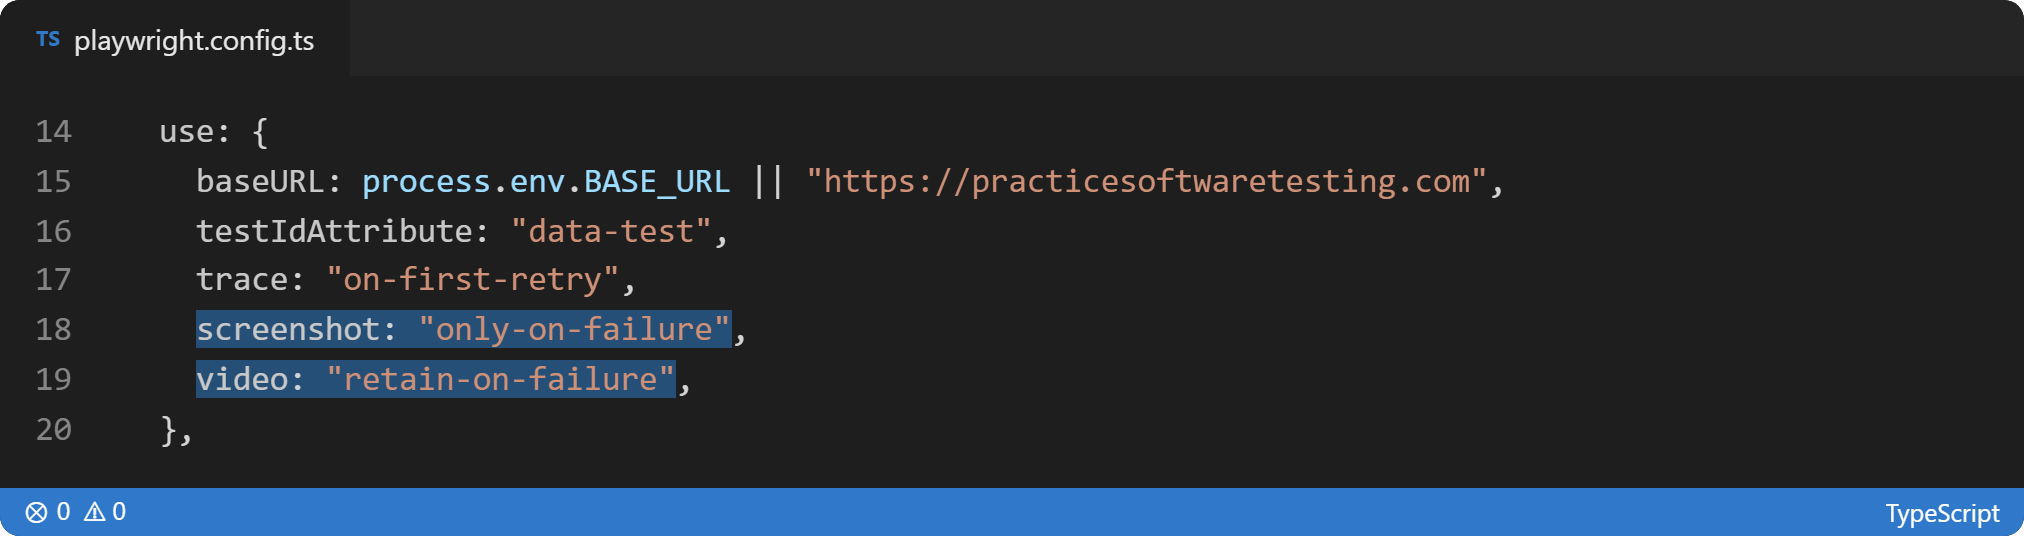 TS playwright.config.ts
14 use: {
15 baseURL: process.env.BASE_URL || "https://practicesoftwaretesting.com",
16 testIdAttribute: "data-test",
17 trace: "on-first-retry",
18 screenshot: "only-on-failure",
19 video: "retain-on-failure",
20 },
0 0 TypeScript